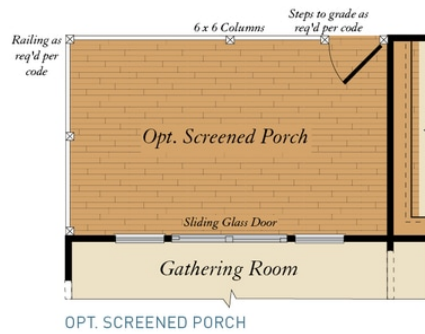 Steps to grade as
req'd per code
6 x 6 Columns
Railing as
req'd per
code
Opt. Screened Porch
Sliding Glass Door
Gathering Room
OPT. SCREENED PORCH